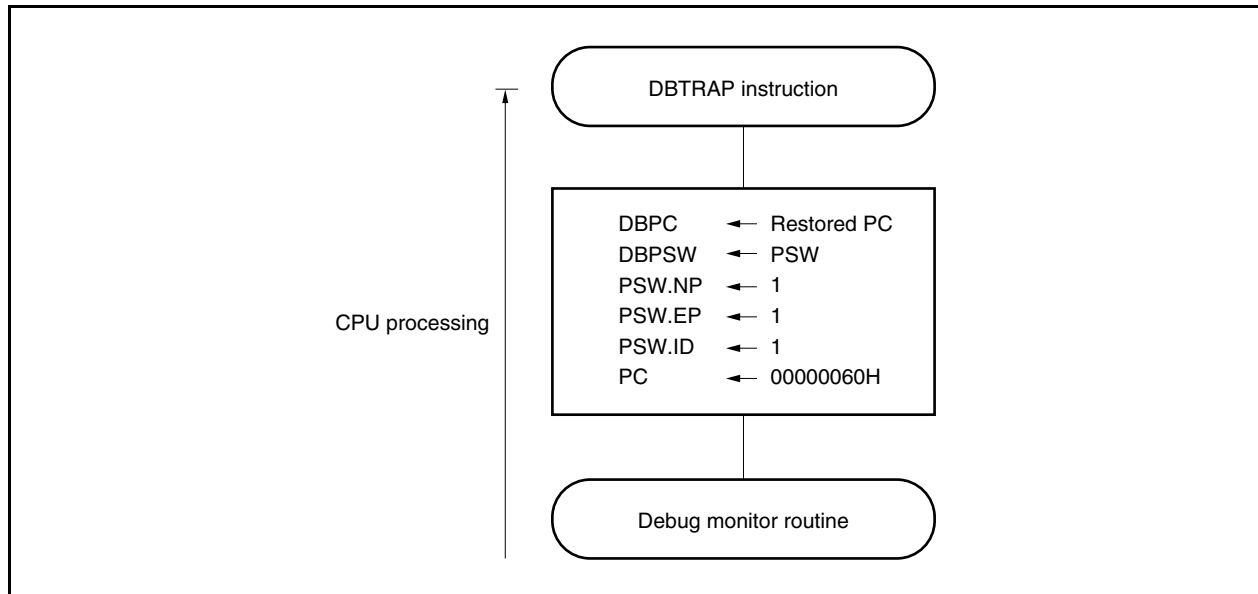 DBTRAP instruction
DBPC ← Restored PC
DBPSW ← PSW
PSW.NP ← 1
PSW.EP ← 1
PSW.ID ← 1
PC ← 00000060H
CPU processing
Debug monitor routine